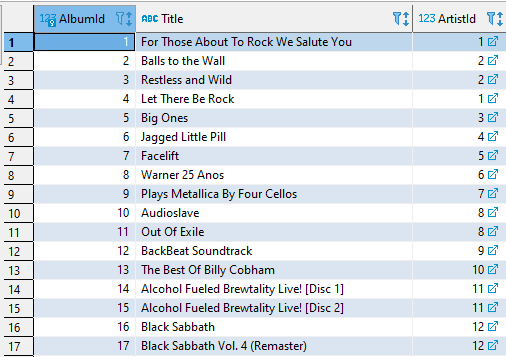 123 AlbumId ABC Title 123 ArtistId
1 1 For Those About To Rock We Salute You 1
2 2 Balls to the Wall 2
3 3 Restless and Wild 2
4 4 Let There Be Rock 1
5 5 Big Ones 3
6 6 Jagged Little Pill 4
7 7 Facelift 5
8 8 Warner 25 Anos 6
9 9 Plays Metallica By Four Cellos 7
10 10 Audioslave 8
11 11 Out Of Exile 8
12 12 BackBeat Soundtrack 9
13 13 The Best Of Billy Cobham 10
14 14 Alcohol Fueled Brewtality Live! [Disc 1] 11
15 15 Alcohol Fueled Brewtality Live! [Disc 2] 11
16 16 Black Sabbath 12
17 17 Black Sabbath Vol. 4 (Remaster) 12